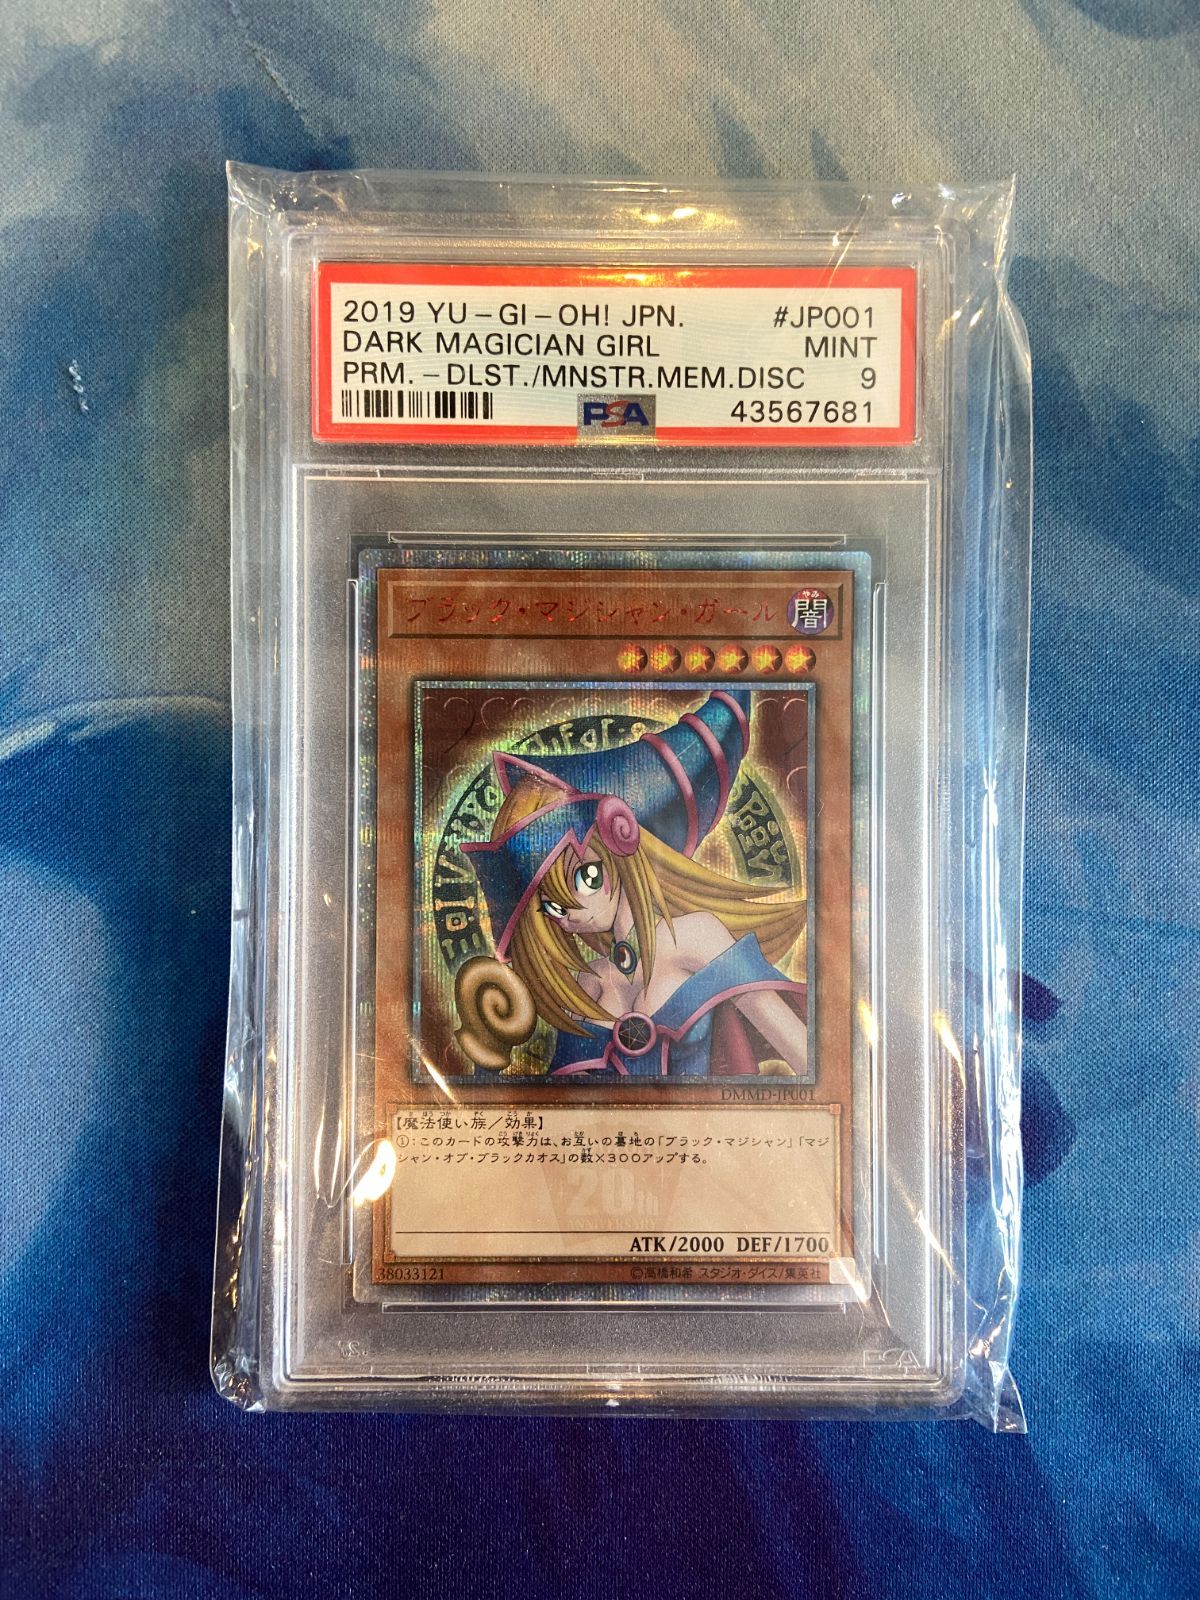 2019 YU-GI-OH! JPN. #JP001
DARK MAGICIAN GIRL MINT
PRM.-DLST./MNSTR.MEM.DISC 9
PSA 43567681
ブラック・マジシャン・ガール 闇
やみ
DMMD-JP001
【魔法使い族/効果】
①:このカードの攻撃力は、お互いの墓地の「ブラック・マジシャン」「マジ
シャン・オブ・ブラックカオス」の数×300アップする。
20th
ANNIVERSARY
ATK/2000 DEF/1700
38033121 ©高橋和希 スタジオ・ダイス/集英社
PSA